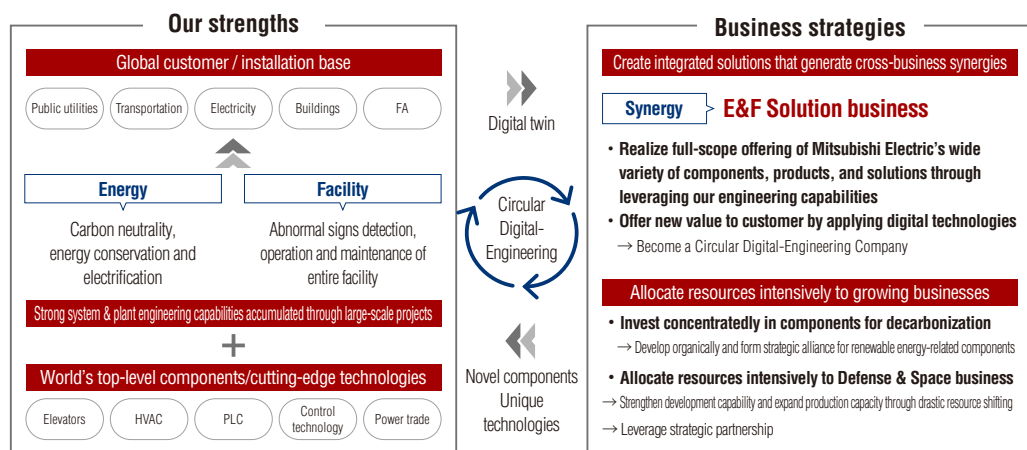 Our strengths
Global customer / installation base
Public utilities
Transportation
Electricity
Buildings
FA
Energy
Carbon neutrality,
energy conservation and
electrification
Facility
Abnormal signs detection,
operation and maintenance of
entire facility
Strong system & plant engineering capabilities accumulated through large-scale projects
+
World's top-level components/cutting-edge technologies
Elevators
HVAC
PLC
Control
technology
Power trade
Digital twin
Circular
Digital-
Engineering
Novel components
Unique
technologies
Business strategies
Create integrated solutions that generate cross-business synergies
Synergy
E&F Solution business
• Realize full-scope offering of Mitsubishi Electric's wide
variety of components, products, and solutions through
leveraging our engineering capabilities
• Offer new value to customer by applying digital technologies
→ Become a Circular Digital-Engineering Company
Allocate resources intensively to growing businesses
• Invest concentratedly in components for decarbonization
→ Develop organically and form strategic alliance for renewable energy-related components
• Allocate resources intensively to Defense & Space business
→ Strengthen development capability and expand production capacity through drastic resource shifting
→ Leverage strategic partnership